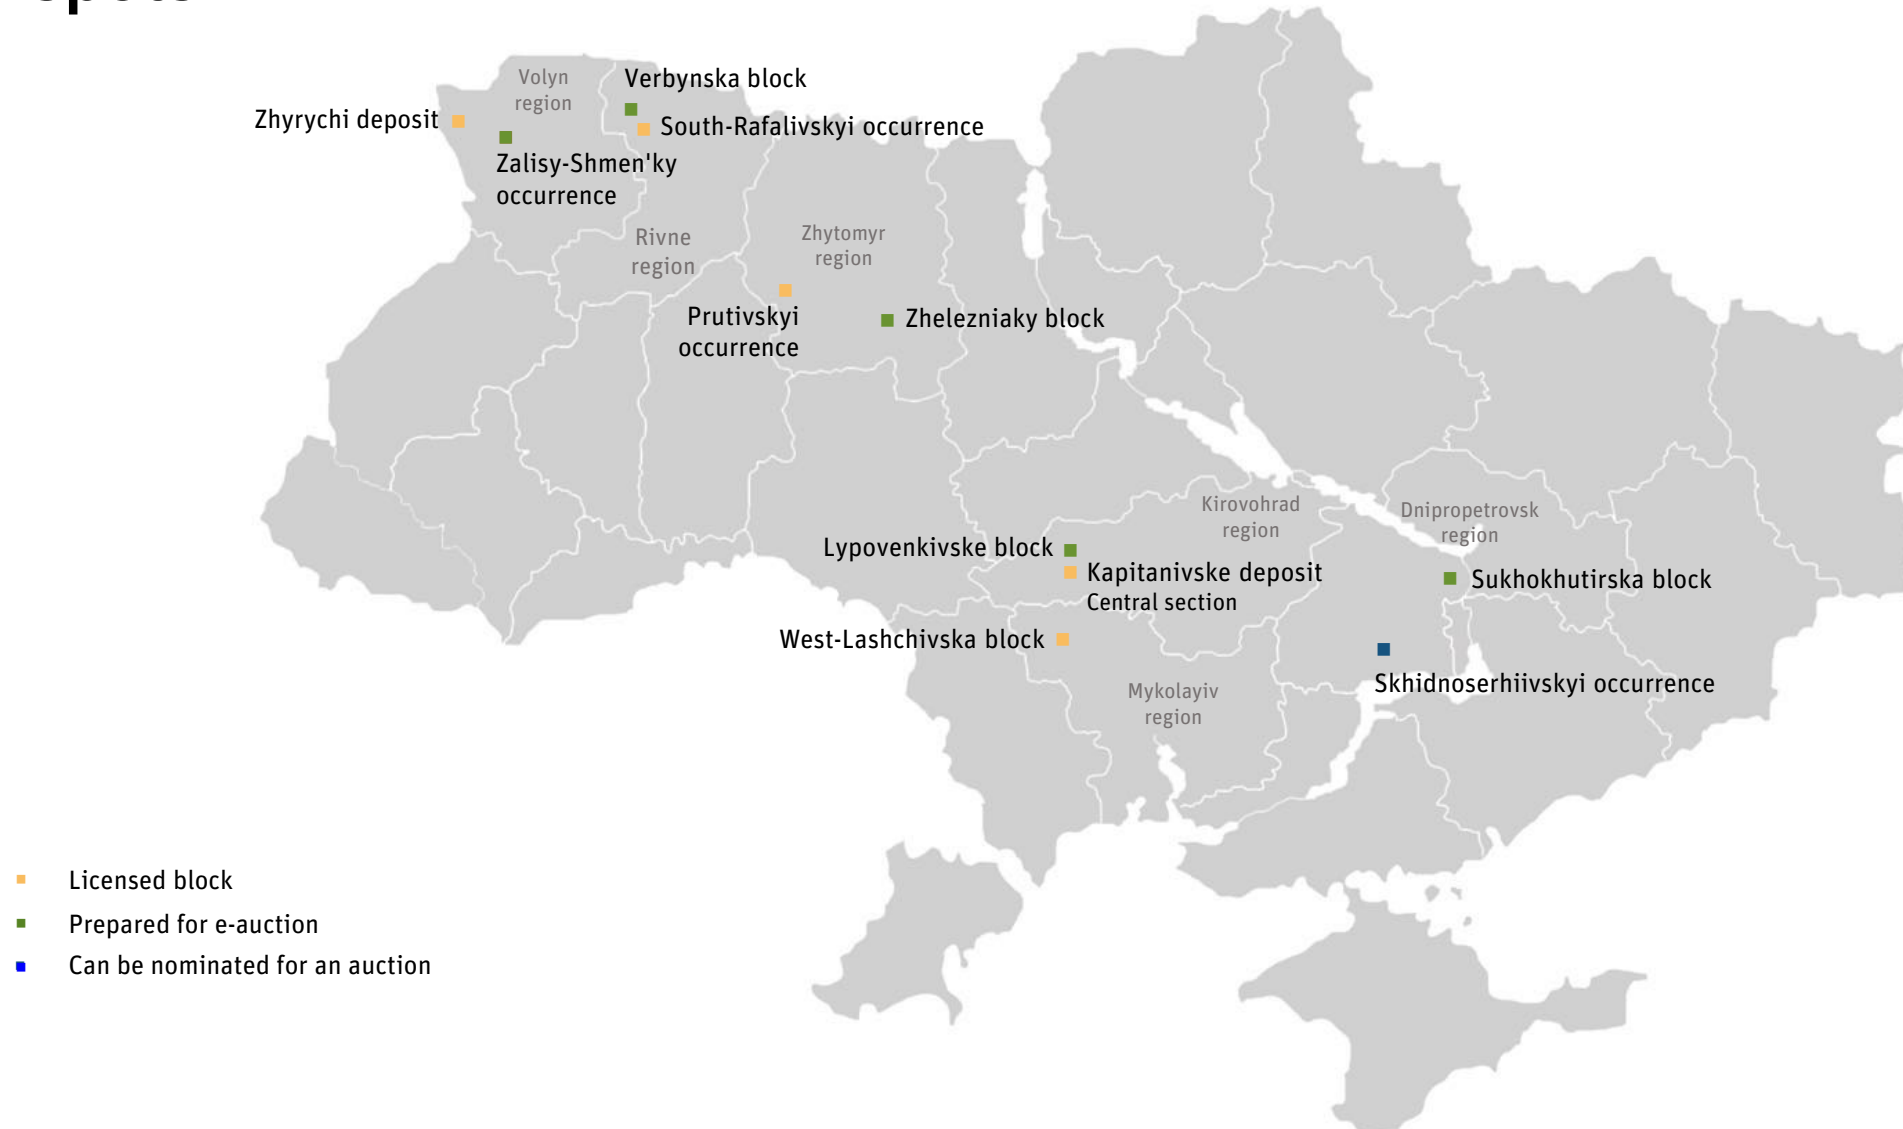 Volyn
region
Verbynska block
Zhyrychi deposit
South-Rafalivskyi occurrence
Zalisy-Shmen'ky
occurrence
Rivne
region
Zhytomyr
region
Prutivskyi
occurrence
Zhelezniaky block
Kirovohrad
region
Dnipropetrovsk
region
Lypovenkivske block
Kapitanivske deposit
Central section
Sukhokhutirska block
West-Lashchivska block
Skhidnoserhiivskyi occurrence
Mykolayiv
region
Licensed block
Prepared for e-auction
Can be nominated for an auction